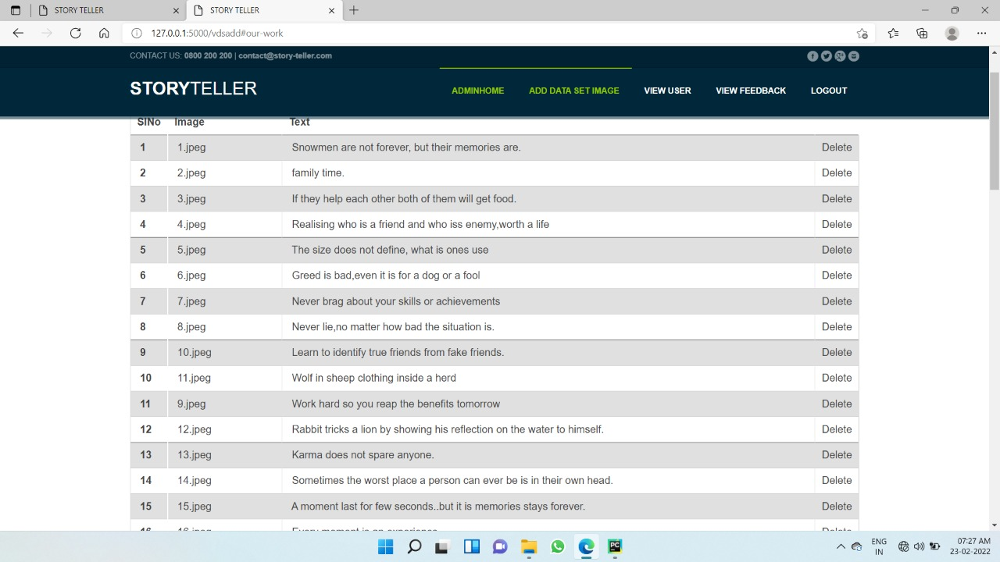 STORY TELLER
STORY TELLER
127.0.0.1:5000/vdsadd#our-work
CONTACT US: 0800 200 200 | contact@story-teller.com
STORYTELLER
ADMINHOME ADD DATA SET IMAGE VIEW USER VIEW FEEDBACK LOGOUT
SlNo Image Text
1 1.jpeg Snowmen are not forever, but their memories are. Delete
2 2.jpeg family time. Delete
3 3.jpeg If they help each other both of them will get food. Delete
4 4.jpeg Realising who is a friend and who iss enemy,worth a life Delete
5 5.jpeg The size does not define, what is ones use Delete
6 6.jpeg Greed is bad,even it is for a dog or a fool Delete
7 7.jpeg Never brag about your skills or achievements Delete
8 8.jpeg Never lie,no matter how bad the situation is. Delete
9 10.jpeg Learn to identify true friends from fake friends. Delete
10 11.jpeg Wolf in sheep clothing inside a herd Delete
11 9.jpeg Work hard so you reap the benefits tomorrow Delete
12 12.jpeg Rabbit tricks a lion by showing his reflection on the water to himself. Delete
13 13.jpeg Karma does not spare anyone. Delete
14 14.jpeg Sometimes the worst place a person can ever be is in their own head. Delete
15 15.jpeg A moment last for few seconds..but it is memories stays forever. Delete
16 16.jpeg Every moment is an experience Delete
PC
ENG
IN
07:27 AM
23-02-2022